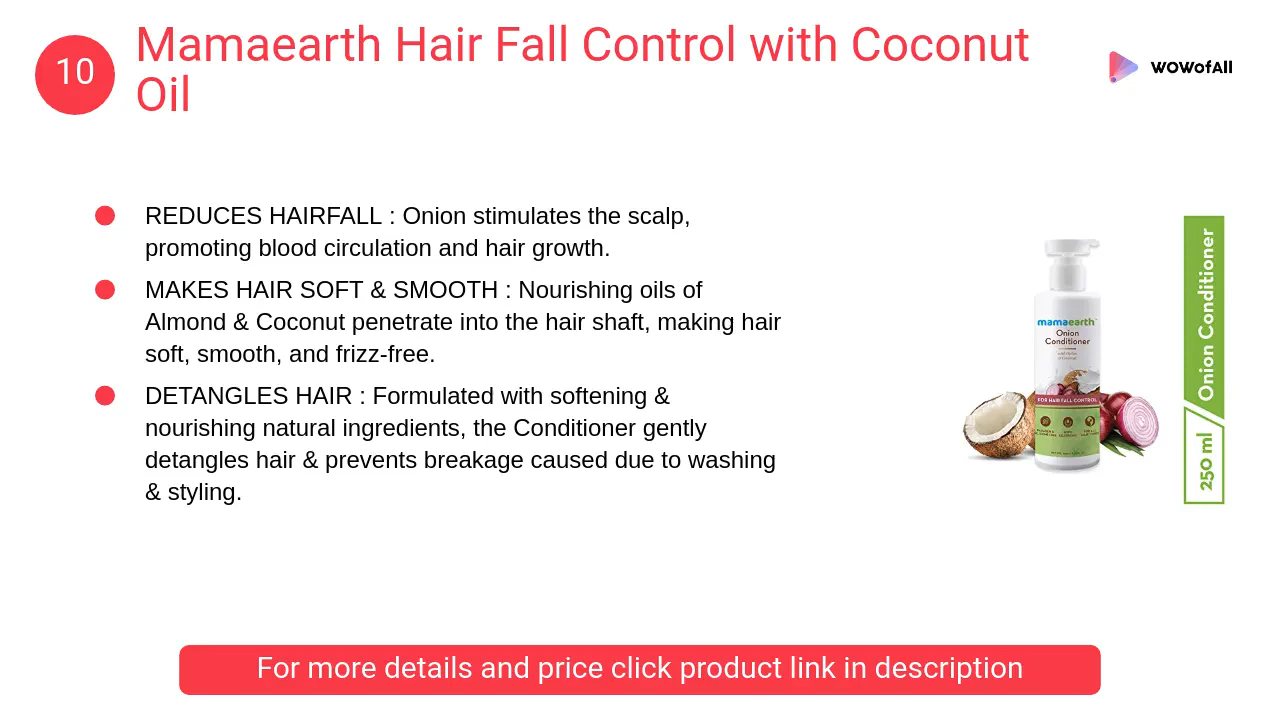 10
Mamaearth Hair Fall Control with Coconut
Oil
WOWofAll
REDUCES HAIRFALL : Onion stimulates the scalp,
promoting blood circulation and hair growth.
MAKES HAIR SOFT & SMOOTH : Nourishing oils of
Almond & Coconut penetrate into the hair shaft, making hair
soft, smooth, and frizz-free.
DETANGLES HAIR : Formulated with softening &
nourishing natural ingredients, the Conditioner gently
detangles hair & prevents breakage caused due to washing
& styling.
mamaearth
Onion
Conditioner
FOR HAIR FALL CONTROL
Onion Conditioner
250 ml
For more details and price click product link in description